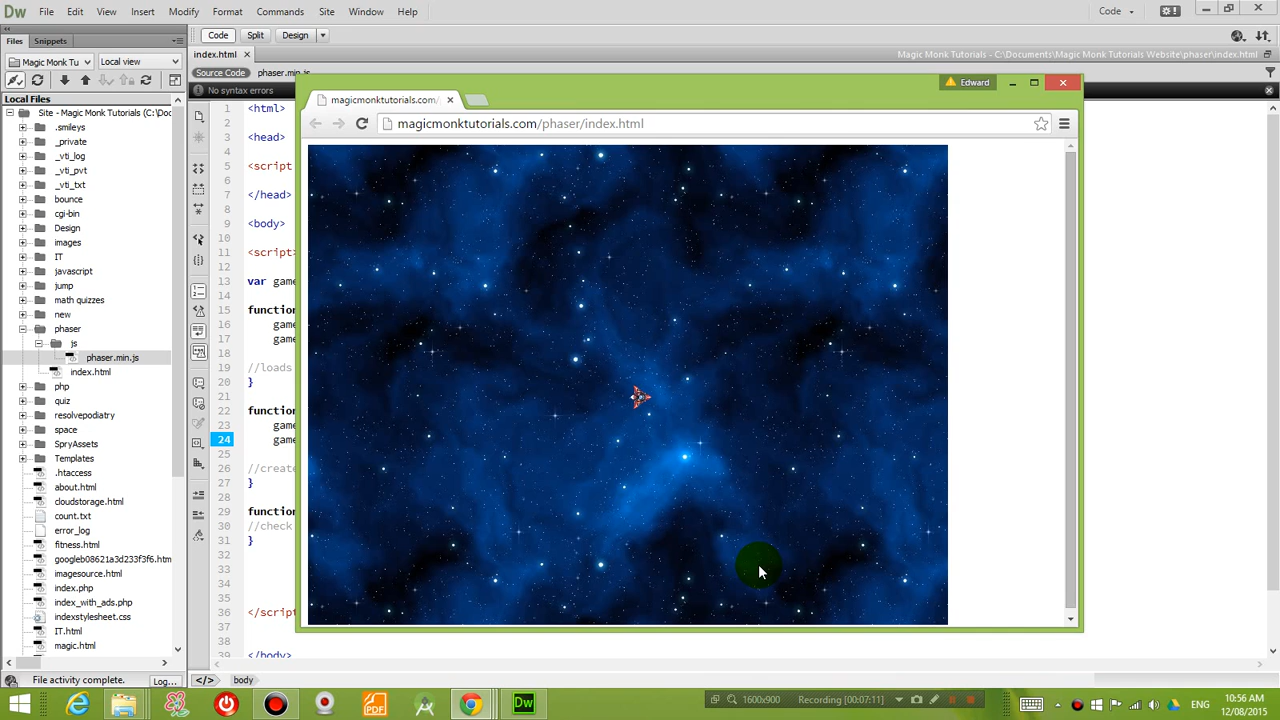 Dw File Edit View Insert Modify Format Commands Site Window Help Code
Files Snippets
Code Split Design
Magic Monk Tu Local view
index.html
Magic Monk Tutorials - C:\Documents\Magic Monk Tutorials Website\phaser\index.html
Source Code phaser.min.js
No syntax errors
Local Files
Site - Magic Monk Tutorials (C:\Doc
.smileys
_private
_vti_log
_vti_pvt
_vti_txt
bounce
cgi-bin
Design
images
IT
javascript
jump
math quizzes
new
phaser
js
phaser.min.js
index.html
php
quiz
resolvepodiatry
space
SpryAssets
Templates
.htaccess
about.html
cloudstorage.html
count.txt
error_log
fitness.html
googleb08621a3d233f3f6.htm
imagesource.html
index.php
index_with_ads.php
indexstylesheet.css
IT.html
magic.html
File activity complete. Log...
1 <html>
2
3 <head>
4
5 <script
6
7 </head>
8
9 <body>
10
11 <script>
12
13 var game
14
15 function
16 game
17 game
18
19 //loads
20 }
21
22 function
23 game
24 game
25
26 //create
27 }
28
29 function
30 //check
31 }
32
33
34
35
36 </script
37
38
39 </body>
</> body
Edward
magicmonktutorials.com/
magicmonktutorials.com/phaser/index.html
PDF
Dw
1600x900 Recording [00:07:11]
ENG
10:56 AM
12/08/2015